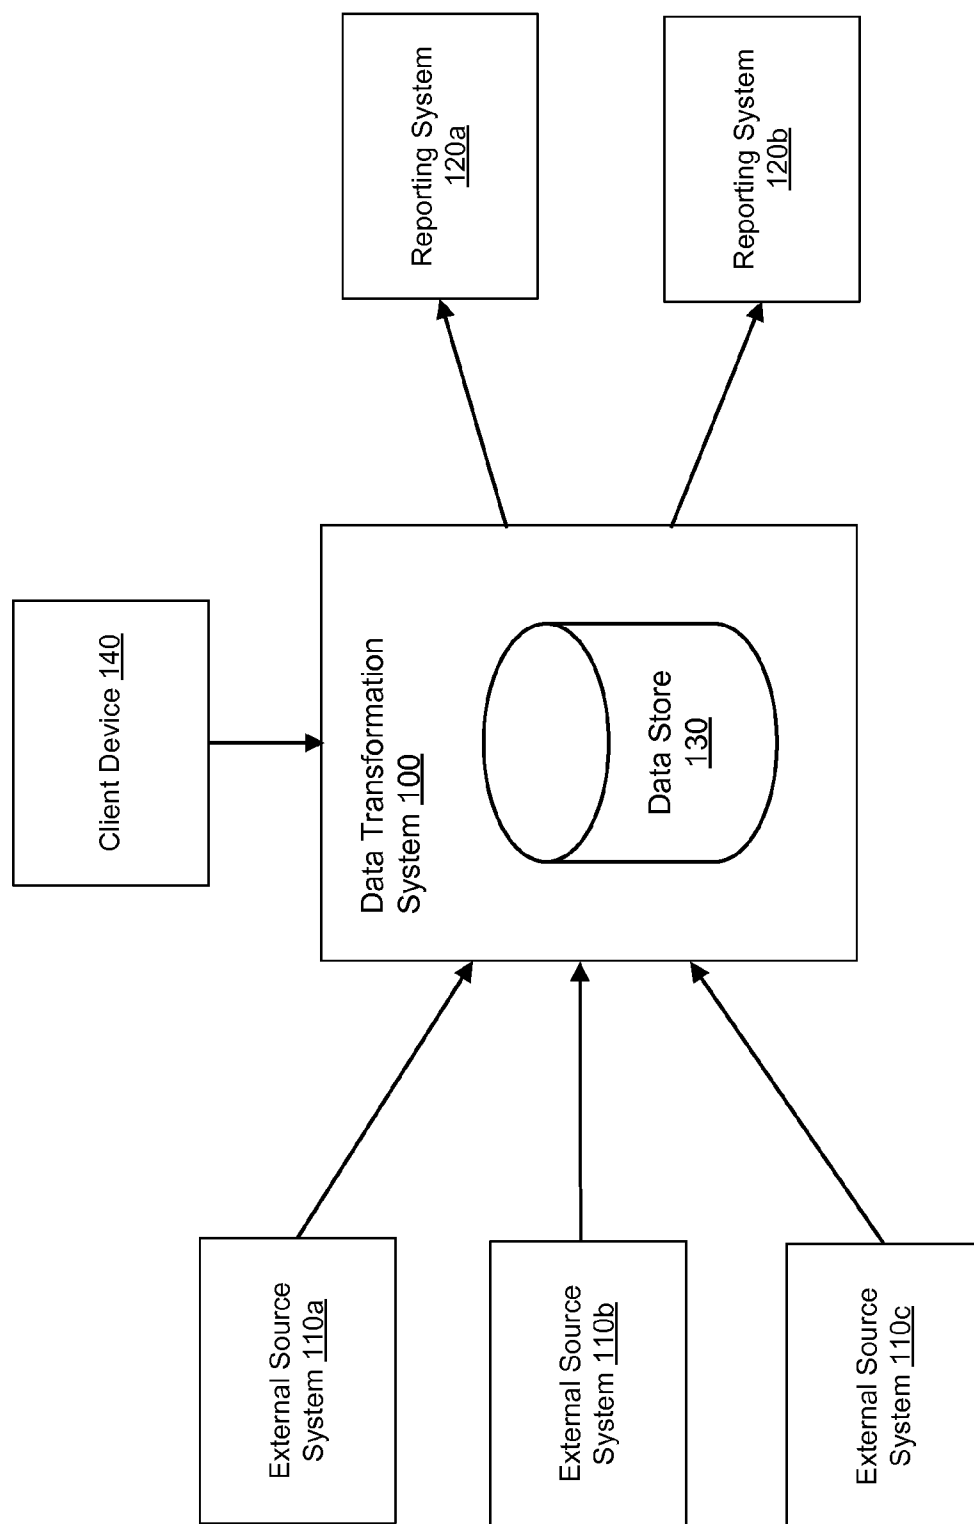 Client Device 140
External Source
System 110a
External Source
System 110b
External Source
System 110c
Data Transformation
System 100
Data Store
130
Reporting System
120a
Reporting System
120b